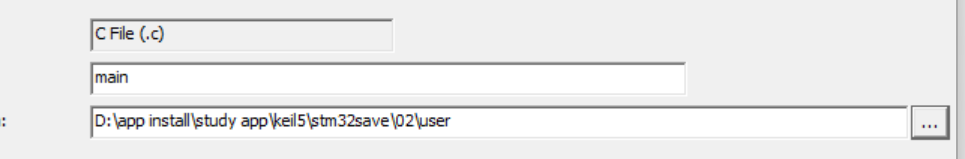 C File (.c)
main
D:\app install\study app\keil5\stm32save\02\user
...